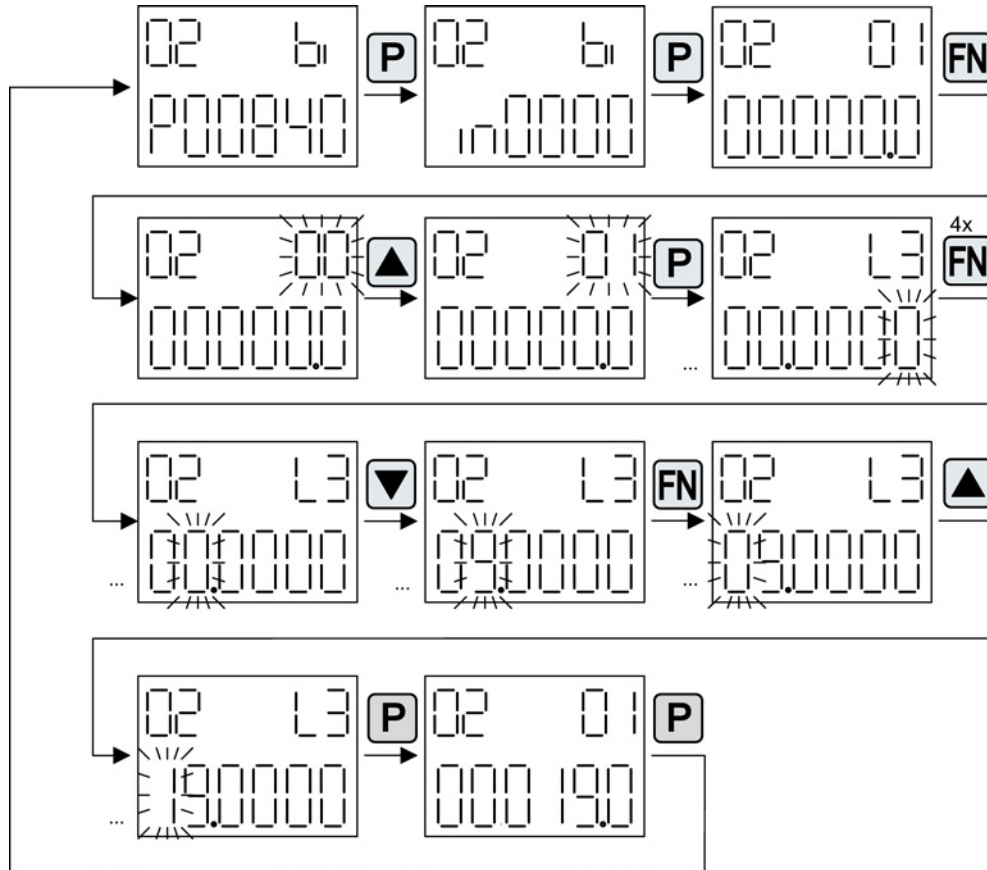 02 bi P 02 bi P 02 01 FN
P00840 in0000 00000.0
4x
02 00 ▲ 02 01 P 02 L3 FN
00000.0 00000.0 ... 00.0000
02 L3 ▼ 02 L3 FN 02 L3 ▲
... 00.0000 ... 09.0000 ... 09.0000
02 L3 P 02 01 P
... 19.0000 00019.0